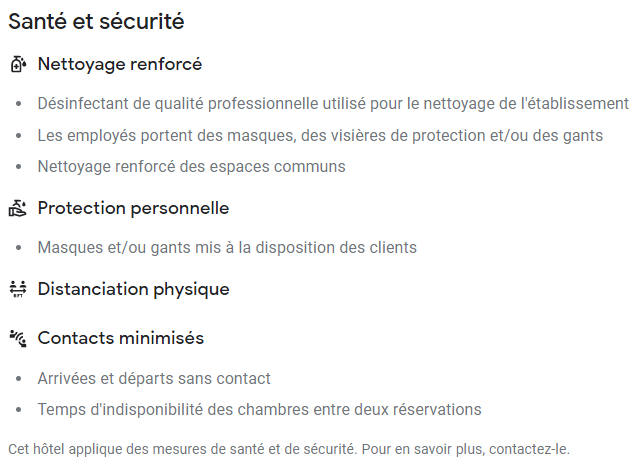 Santé et sécurité
Nettoyage renforcé
Désinfectant de qualité professionnelle utilisé pour le nettoyage de l'établissement
Les employés portent des masques, des visières de protection et/ou des gants
Nettoyage renforcé des espaces communs
Protection personnelle
Masques et/ou gants mis à la disposition des clients
6FT
Distanciation physique
Contacts minimisés
Arrivées et départs sans contact
Temps d'indisponibilité des chambres entre deux réservations
Cet hôtel applique des mesures de santé et de sécurité. Pour en savoir plus, contactez-le.